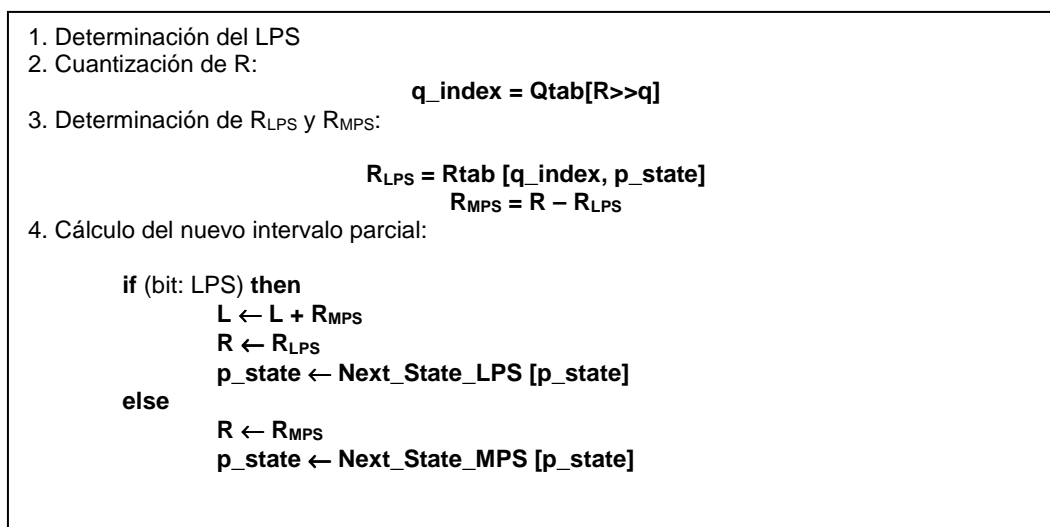 1. Determinación del LPS
2. Cuantización de R:
q_index = Qtab[R>>q]
3. Determinación de RLPS y RMPS:
RLPS = Rtab [q_index, p_state]
RMPS = R – RLPS
4. Cálculo del nuevo intervalo parcial:
if (bit: LPS) then
L ← L + RMPS
R ← RLPS
p_state ← Next_State_LPS [p_state]
else
R ← RMPS
p_state ← Next_State_MPS [p_state]